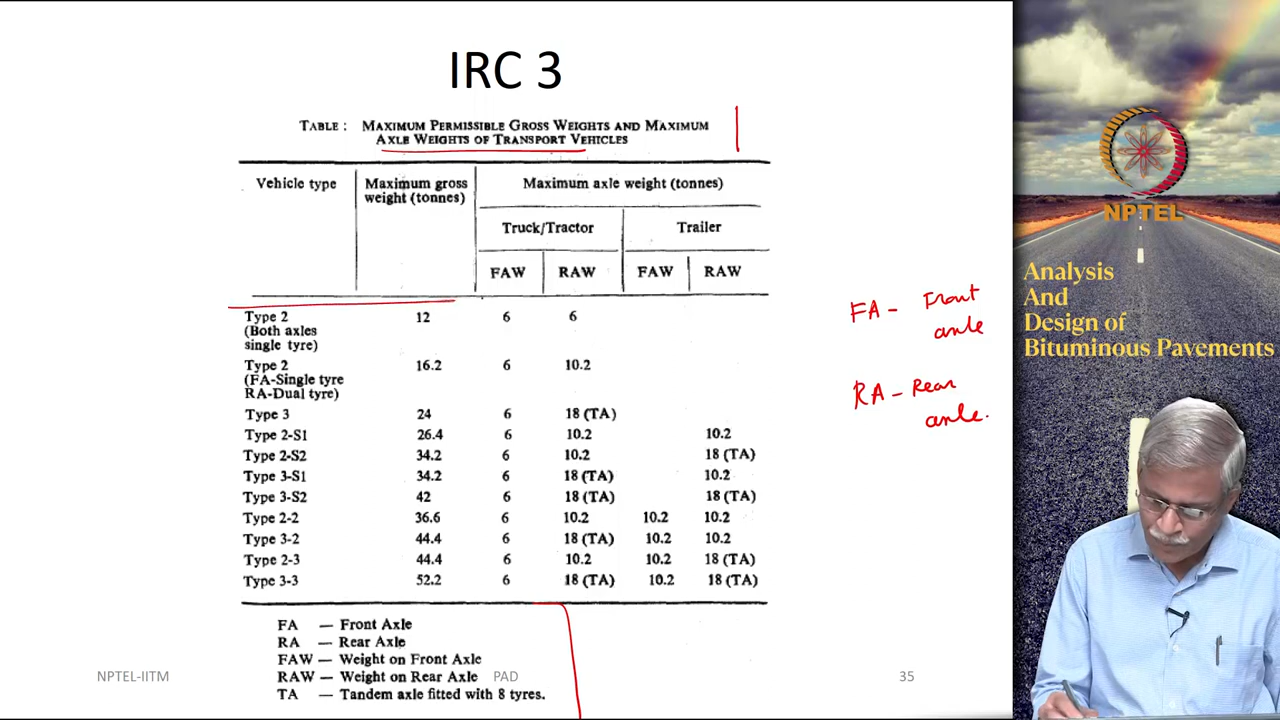 IRC 3
TABLE : MAXIMUM PERMISSIBLE GROSS WEIGHTS AND MAXIMUM
AXLE WEIGHTS OF TRANSPORT VEHICLES
Vehicle type Maximum gross weight (tonnes) Maximum axle weight (tonnes)
Truck/Tractor Trailer
FAW RAW FAW RAW
Type 2 12 6 6
(Both axles
single tyre)
Type 2 16.2 6 10.2
(FA-Single tyre
RA-Dual tyre)
Type 3 24 6 18 (TA)
Type 2-S1 26.4 6 10.2 10.2
Type 2-S2 34.2 6 10.2 18 (TA)
Type 3-S1 34.2 6 18 (TA) 10.2
Type 3-S2 42 6 18 (TA) 18 (TA)
Type 2-2 36.6 6 10.2 10.2 10.2
Type 3-2 44.4 6 18 (TA) 10.2 10.2
Type 2-3 44.4 6 10.2 10.2 18 (TA)
Type 3-3 52.2 6 18 (TA) 10.2 18 (TA)
FA — Front Axle
RA — Rear Axle
FAW — Weight on Front Axle
RAW — Weight on Rear Axle
TA — Tandem axle fitted with 8 tyres.
FA - Front
axle
RA - Rear
axle.
NPTEL-IITM PAD 35
NPTEL
Analysis
And
Design of
Bituminous Pavements